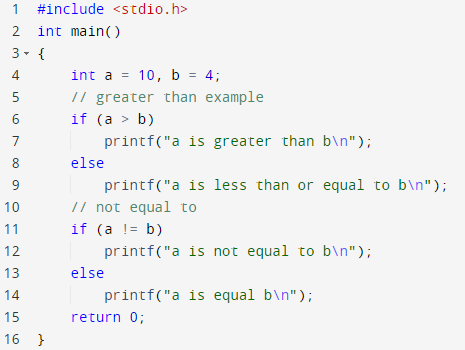 1 #include <stdio.h>
2 int main()
3 {
4 int a = 10, b = 4;
5 // greater than example
6 if (a > b)
7 printf("a is greater than b\n");
8 else
9 printf("a is less than or equal to b\n");
10 // not equal to
11 if (a != b)
12 printf("a is not equal to b\n");
13 else
14 printf("a is equal b\n");
15 return 0;
16 }